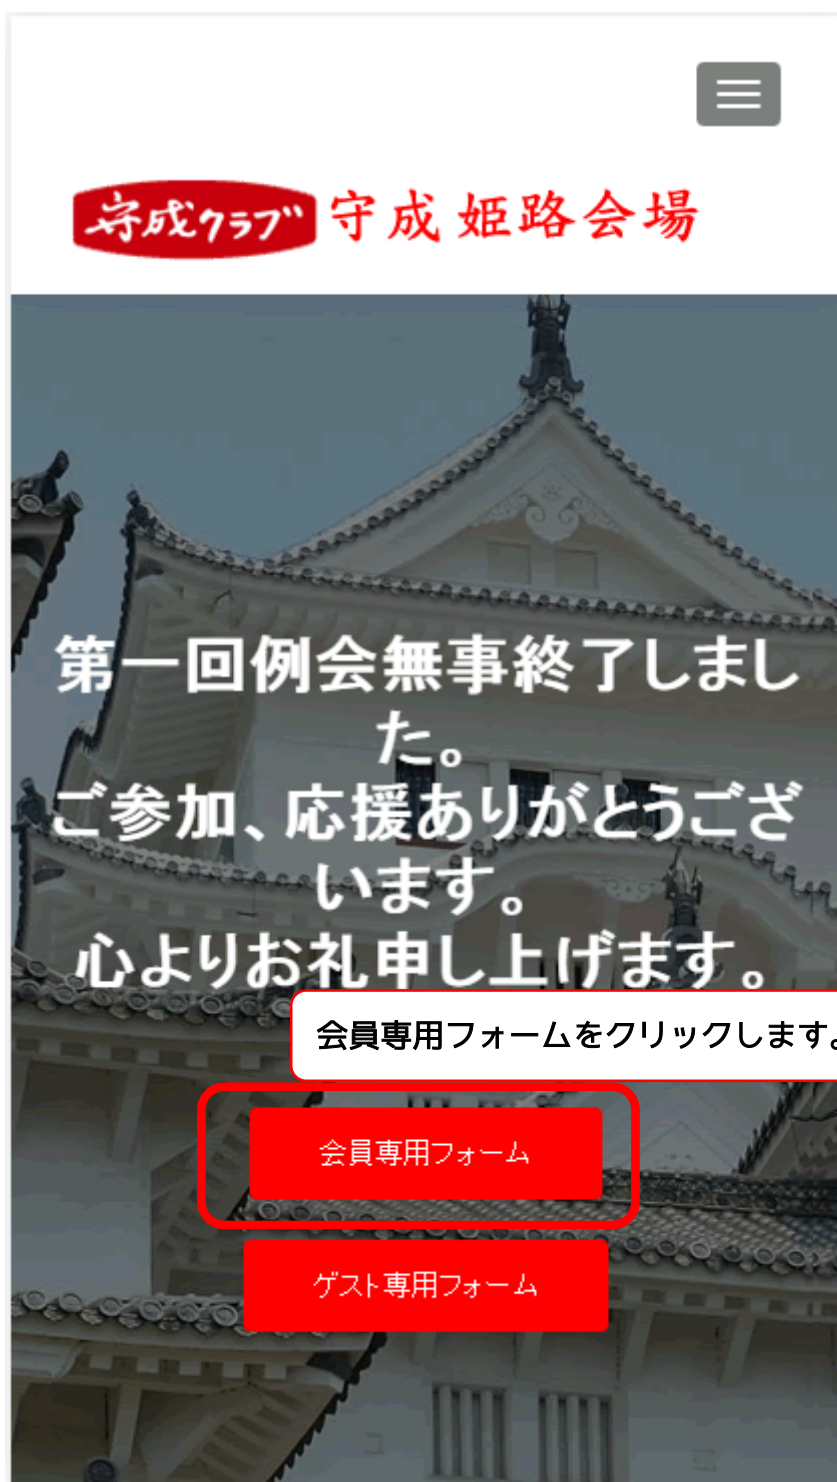 守成クラブ 守成 姫路会場
第一回例会無事終了しまし
た。
ご参加、応援ありがとうござ
います。
心よりお礼申し上げます。
会員専用フォームをクリックします。
会員専用フォーム
ゲスト専用フォーム